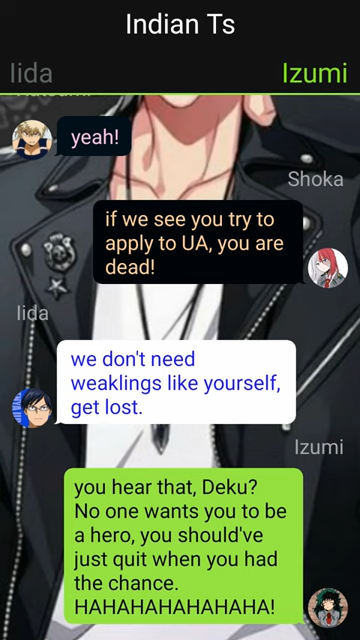 Indian Ts
Iida
Izumi
yeah!
Shoka
if we see you try to
apply to UA, you are
dead!
Iida
we don't need
weaklings like yourself,
get lost.
Izumi
you hear that, Deku?
No one wants you to be
a hero, you should've
just quit when you had
the chance.
HAHAHAHAHAHAHA!